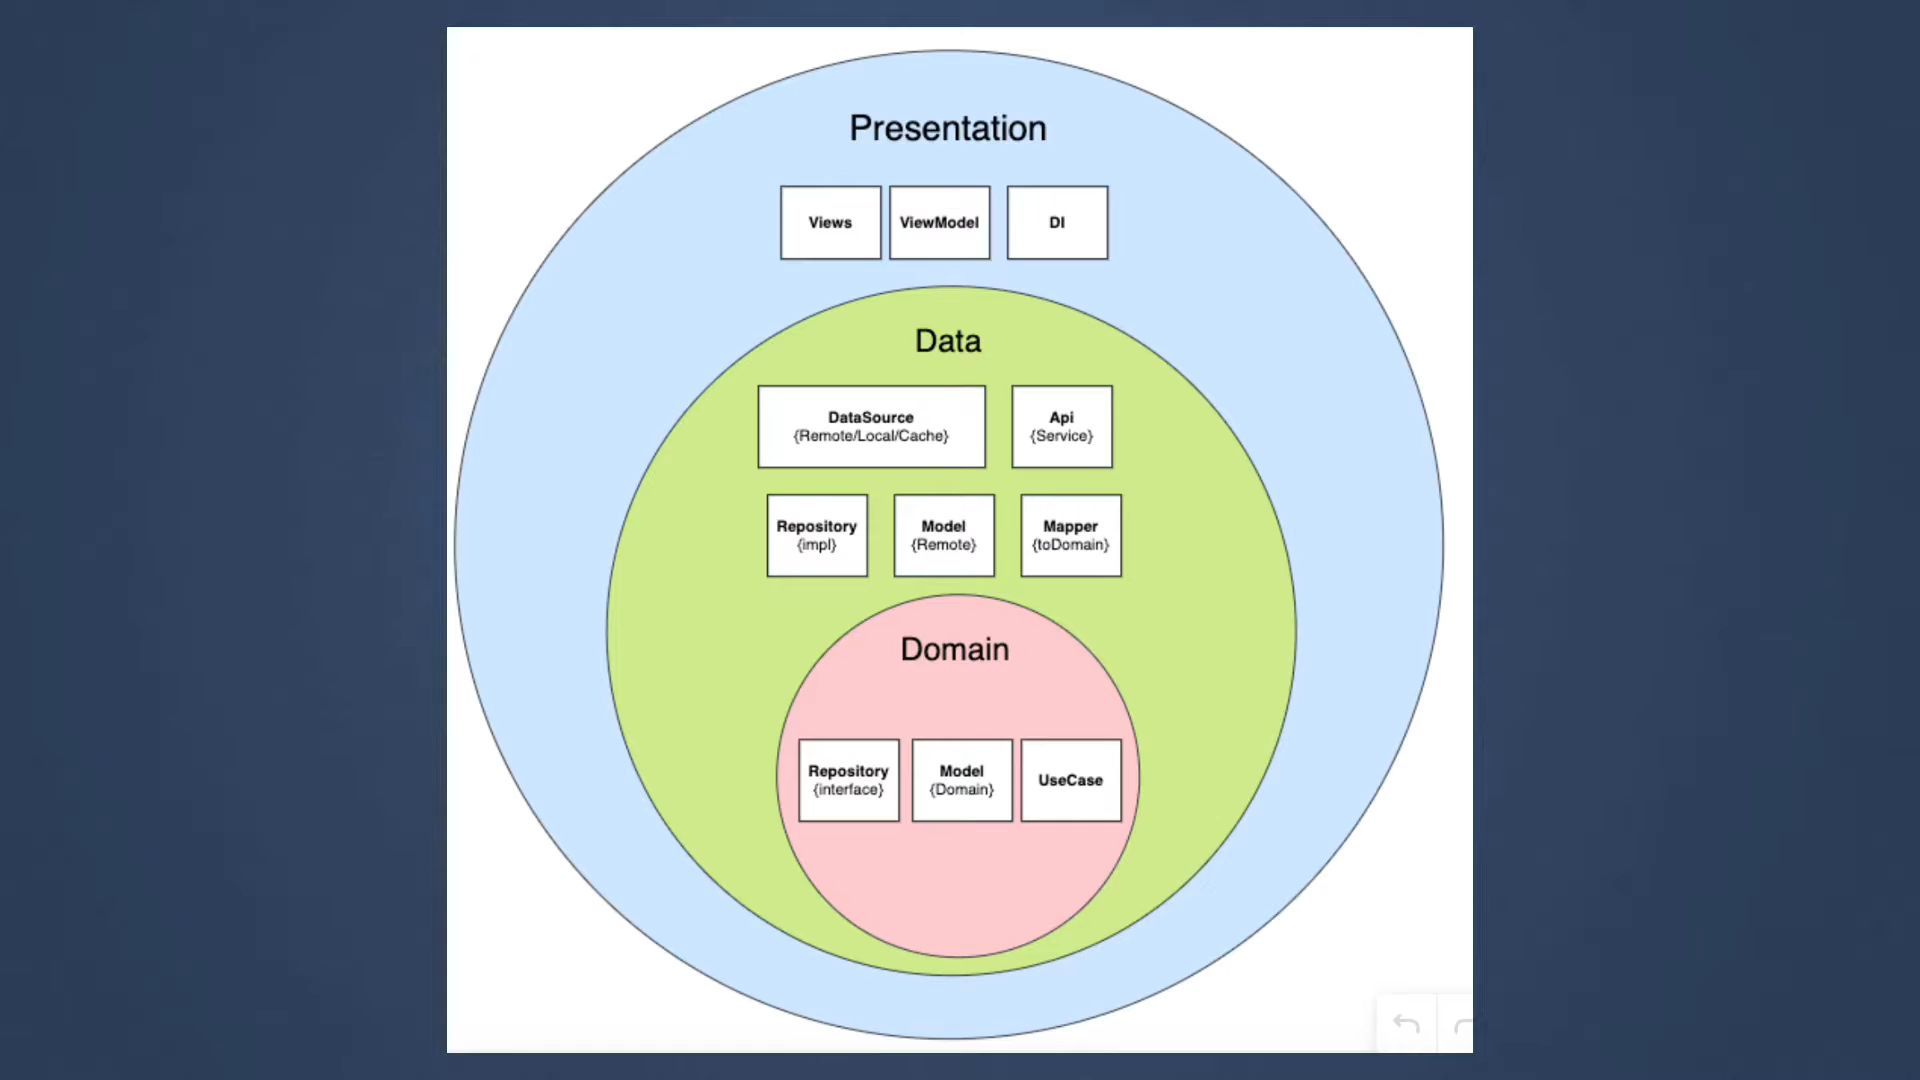 Presentation
Views
ViewModel
DI
Data
DataSource
{Remote/Local/Cache}
Api
{Service}
Repository
{impl}
Model
{Remote}
Mapper
{toDomain}
Domain
Repository
{interface}
Model
{Domain}
UseCase